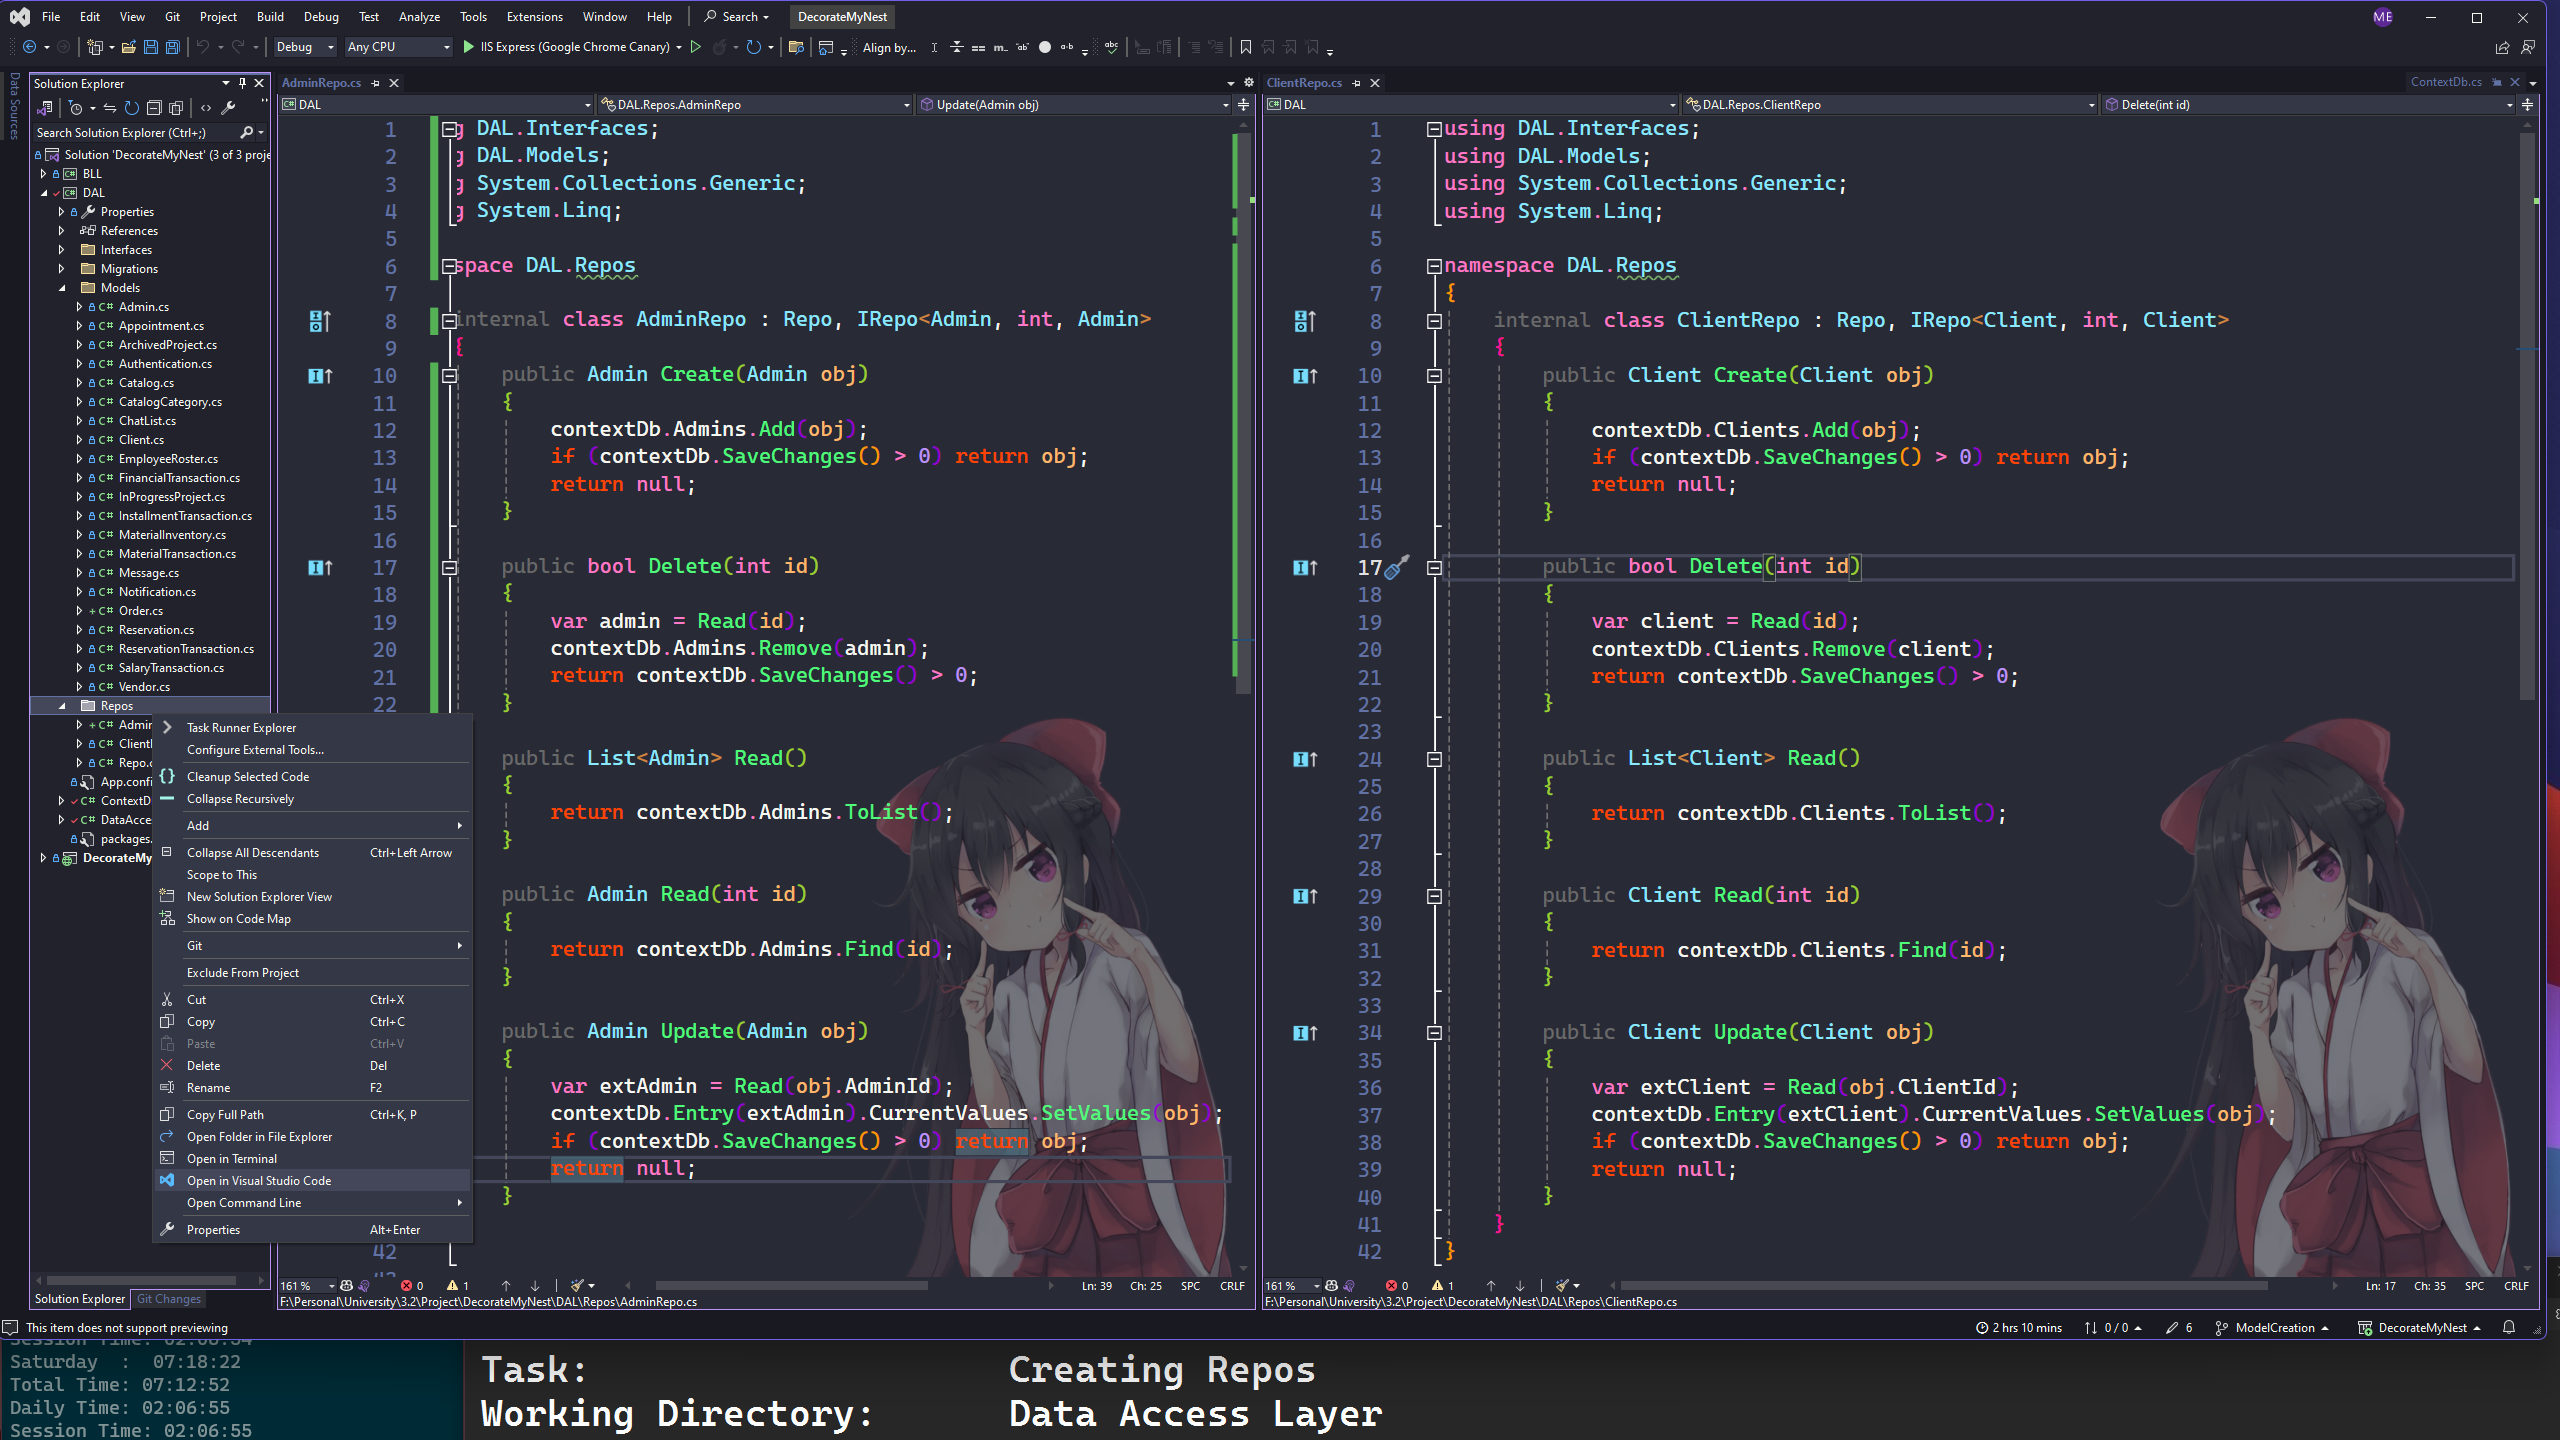 File Edit View Git Project Build Debug Test Analyze Tools Extensions Window Help Search DecorateMyNest ME
Debug Any CPU IIS Express (Google Chrome Canary) Align by...
Data Sources
Solution Explorer
Search Solution Explorer (Ctrl+;)
Solution 'DecorateMyNest' (3 of 3 proje
BLL
DAL
Properties
References
Interfaces
Migrations
Models
C# Admin.cs
C# Appointment.cs
C# ArchivedProject.cs
C# Authentication.cs
C# Catalog.cs
C# CatalogCategory.cs
C# ChatList.cs
C# Client.cs
C# EmployeeRoster.cs
C# FinancialTransaction.cs
C# InProgressProject.cs
C# InstallmentTransaction.cs
C# MaterialInventory.cs
C# MaterialTransaction.cs
C# Message.cs
C# Notification.cs
+ C# Order.cs
C# Reservation.cs
C# ReservationTransaction.cs
C# SalaryTransaction.cs
C# Vendor.cs
Repos
+ C# Admin
C# Client
C# Repo.c
App.confi
C# ContextD
C# DataAcce
packages.
DecorateMy
Task Runner Explorer
Configure External Tools...
Cleanup Selected Code
Collapse Recursively
Add
Collapse All Descendants Ctrl+Left Arrow
Scope to This
New Solution Explorer View
Show on Code Map
Git
Exclude From Project
Cut Ctrl+X
Copy Ctrl+C
Paste Ctrl+V
Delete Del
Rename F2
Copy Full Path Ctrl+K, P
Open Folder in File Explorer
Open in Terminal
Open in Visual Studio Code
Open Command Line
Properties Alt+Enter
Solution Explorer Git Changes
AdminRepo.cs
DAL DAL.Repos.AdminRepo Update(Admin obj)
1 g DAL.Interfaces;
2 g DAL.Models;
3 g System.Collections.Generic;
4 g System.Linq;
5
6 space DAL.Repos
7
8 internal class AdminRepo : Repo, IRepo<Admin, int, Admin>
9 {
10 public Admin Create(Admin obj)
11 {
12 contextDb.Admins.Add(obj);
13 if (contextDb.SaveChanges() > 0) return obj;
14 return null;
15 }
16
17 public bool Delete(int id)
18 {
19 var admin = Read(id);
20 contextDb.Admins.Remove(admin);
21 return contextDb.SaveChanges() > 0;
22 }
public List<Admin> Read()
{
return contextDb.Admins.ToList();
}
public Admin Read(int id)
{
return contextDb.Admins.Find(id);
}
public Admin Update(Admin obj)
{
var extAdmin = Read(obj.AdminId);
contextDb.Entry(extAdmin).CurrentValues.SetValues(obj);
if (contextDb.SaveChanges() > 0) return obj;
return null;
}
42
161 % 0 1 Ln: 39 Ch: 25 SPC CRLF
F:\Personal\University\3.2\Project\DecorateMyNest\DAL\Repos\AdminRepo.cs
ClientRepo.cs ContextDb.cs
DAL DAL.Repos.ClientRepo Delete(int id)
1 using DAL.Interfaces;
2 using DAL.Models;
3 using System.Collections.Generic;
4 using System.Linq;
5
6 namespace DAL.Repos
7 {
8 internal class ClientRepo : Repo, IRepo<Client, int, Client>
9 {
10 public Client Create(Client obj)
11 {
12 contextDb.Clients.Add(obj);
13 if (contextDb.SaveChanges() > 0) return obj;
14 return null;
15 }
16
17 public bool Delete(int id)
18 {
19 var client = Read(id);
20 contextDb.Clients.Remove(client);
21 return contextDb.SaveChanges() > 0;
22 }
23
24 public List<Client> Read()
25 {
26 return contextDb.Clients.ToList();
27 }
28
29 public Client Read(int id)
30 {
31 return contextDb.Clients.Find(id);
32 }
33
34 public Client Update(Client obj)
35 {
36 var extClient = Read(obj.ClientId);
37 contextDb.Entry(extClient).CurrentValues.SetValues(obj);
38 if (contextDb.SaveChanges() > 0) return obj;
39 return null;
40 }
41 }
42 }
161 % 0 1 Ln: 17 Ch: 35 SPC CRLF
F:\Personal\University\3.2\Project\DecorateMyNest\DAL\Repos\ClientRepo.cs
This item does not support previewing 2 hrs 10 mins 0 / 0 6 ModelCreation DecorateMyNest
Saturday : 07:18:22
Total Time: 07:12:52
Daily Time: 02:06:55
Session Time: 02:06:55
Task: Creating Repos
Working Directory: Data Access Layer